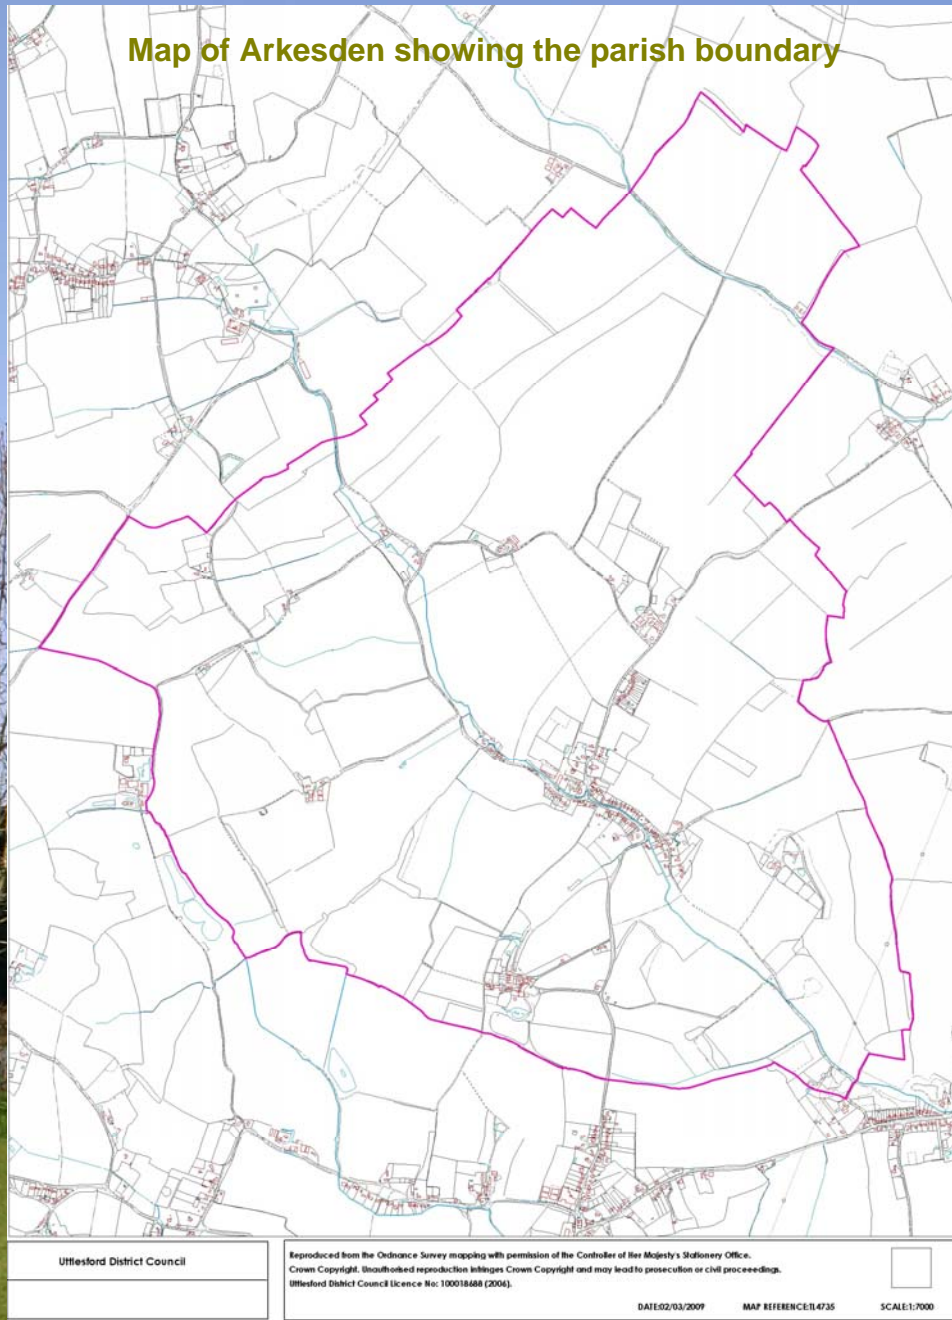 Map of Arkesden showing the parish boundary
Uttlesford District Council
Reproduced from the Ordnance Survey mapping with permission of the Controller of Her Majesty's Stationery Office.
Crown Copyright. Unauthorised reproduction infringes Crown Copyright and may lead to prosecution or civil proceeedings.
Uttlesford District Council Licence No: 100018688 (2006).
DATE:02/03/2009 MAP REFERENCE:TL4735 SCALE:1:7000